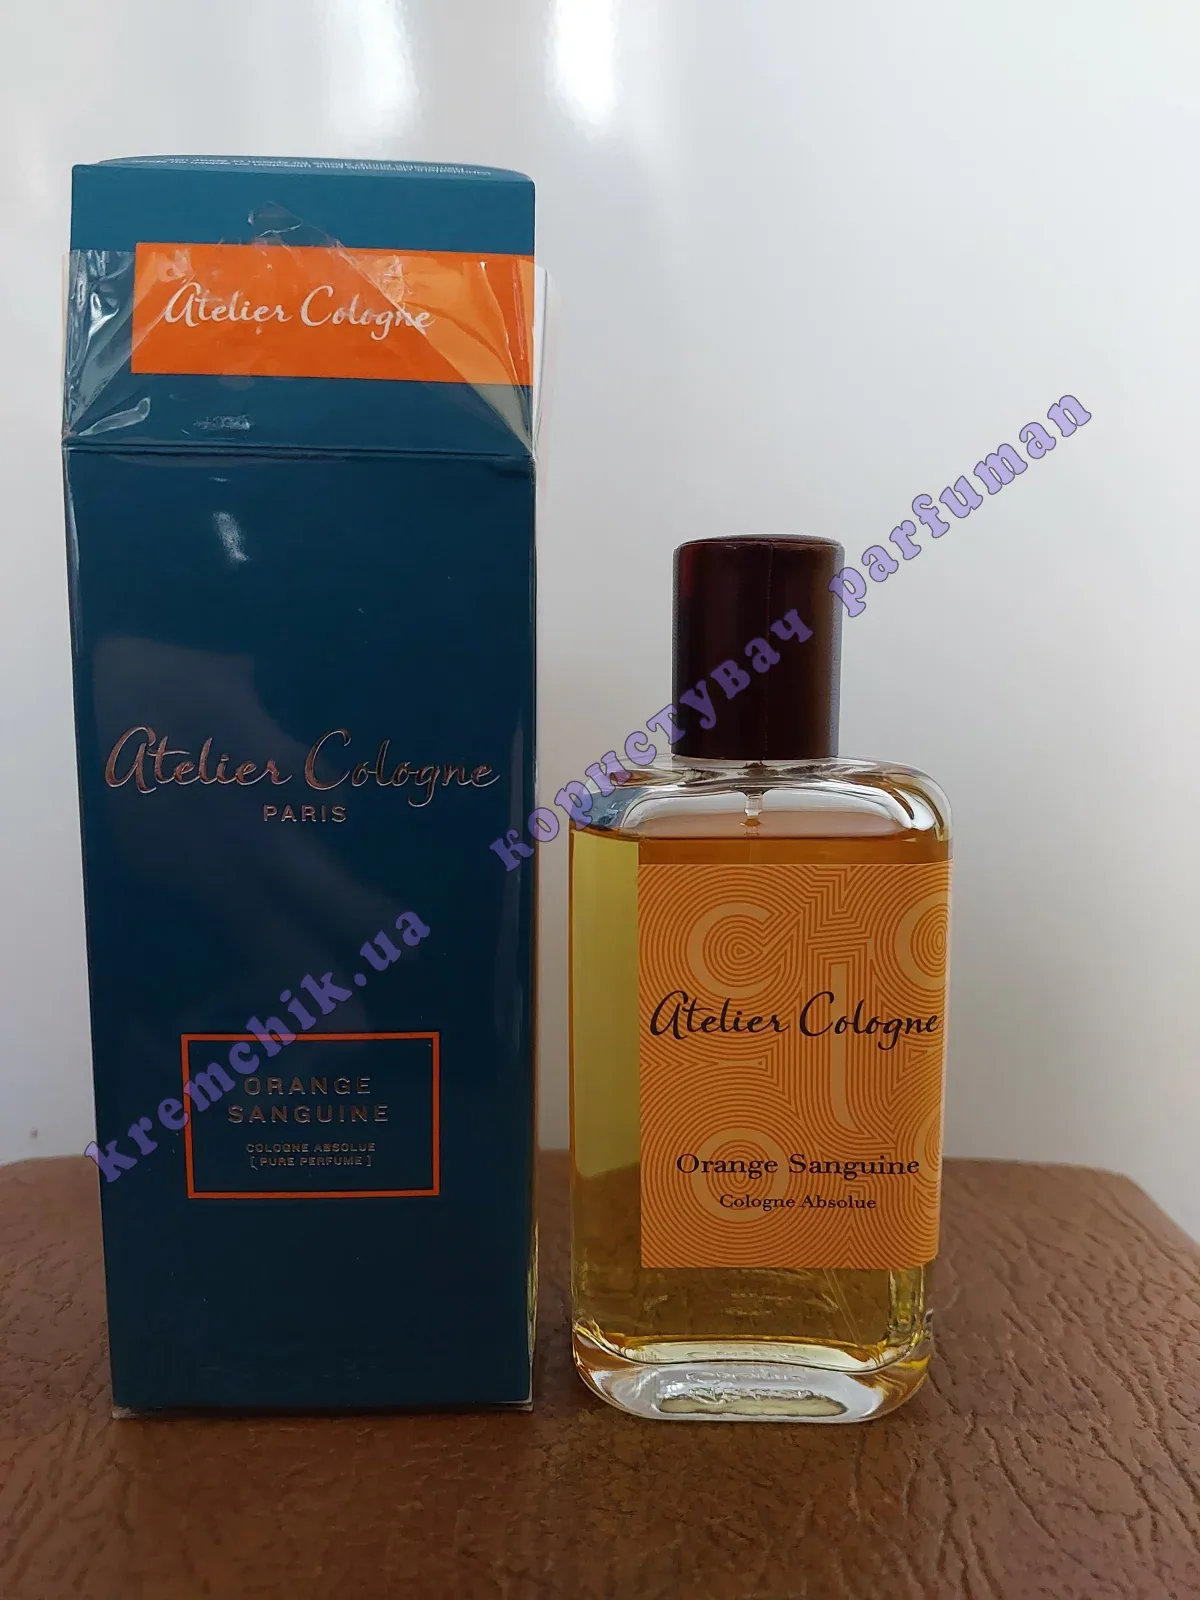 Atelier Cologne
Atelier Cologne
PARIS
ORANGE
SANGUINE
COLOGNE ABSOLUE
[ PURE PERFUME ]
Atelier Cologne
Orange Sanguine
Cologne Absolue
kremchik.ua користувач parfuman